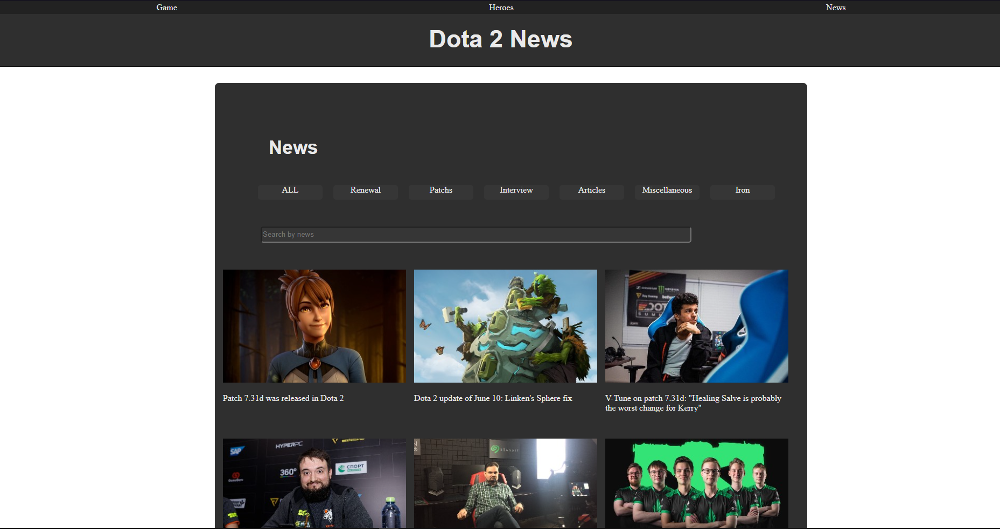 Game
Heroes
News
Dota 2 News
News
ALL
Renewal
Patchs
Interview
Articles
Miscellaneous
Iron
Search by news
Patch 7.31d was released in Dota 2
Dota 2 update of June 10: Linken's Sphere fix
V-Tune on patch 7.31d: "Healing Salve is probably
the worst change for Kerry"
SAP
HYPERPC
360°
СПОРТ
SEAGATE
MONSTER